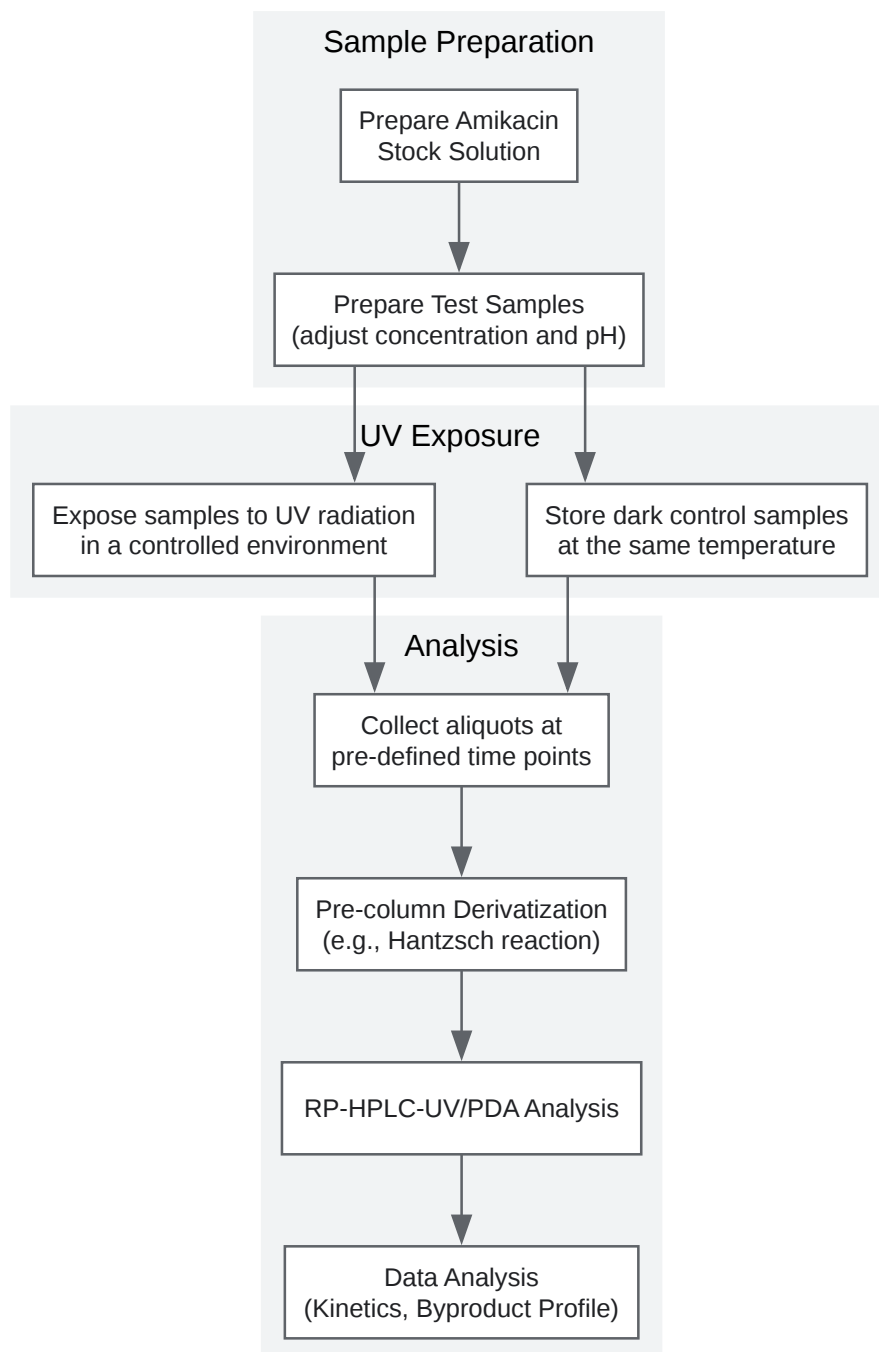 Sample Preparation
Prepare Amikacin
Stock Solution
Prepare Test Samples
(adjust concentration and pH)
UV Exposure
Expose samples to UV radiation
in a controlled environment
Store dark control samples
at the same temperature
Analysis
Collect aliquots at
pre-defined time points
Pre-column Derivatization
(e.g., Hantzsch reaction)
RP-HPLC-UV/PDA Analysis
Data Analysis
(Kinetics, Byproduct Profile)